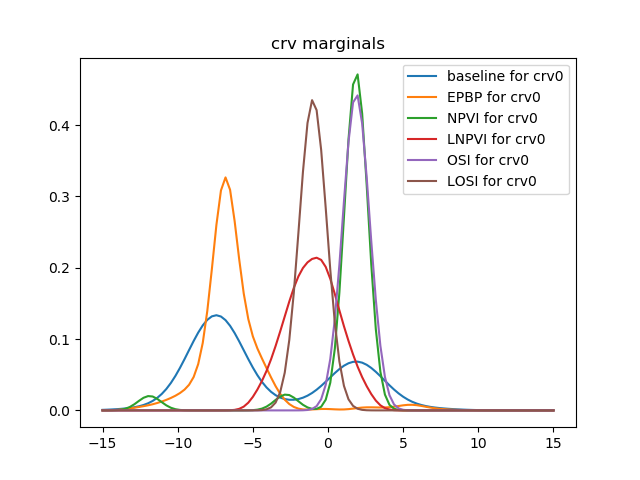 crv marginals
baseline for crv0
EPBP for crv0
NPVI for crv0
LNPVI for crv0
OSI for crv0
LOSI for crv0
0.4
0.3
0.2
0.1
0.0
−15
−10
−5
0
5
10
15